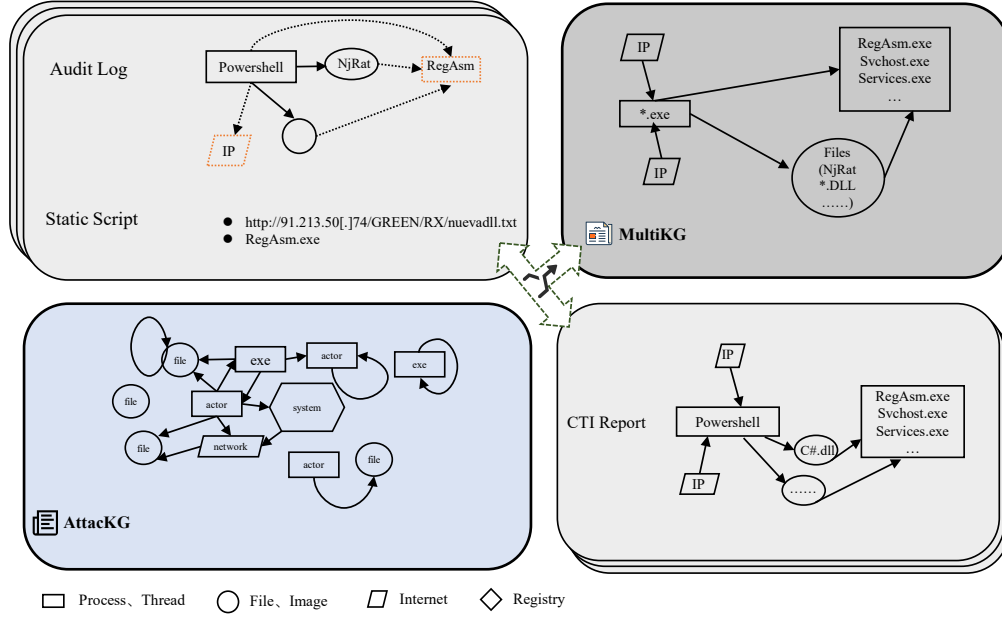 Audit Log
Powershell
NjRat
RegAsm
IP
Static Script
● http://91.213.50[.]74/GREEN/RX/nuevadll.txt
● RegAsm.exe
IP
*.exe
IP
RegAsm.exe
Svchost.exe
Services.exe
...
Files
(NjRat
*.DLL
……)
MultiKG
file
exe
actor
exe
file
actor
system
file
network
actor
file
AttacKG
CTI Report
IP
Powershell
IP
C#.dll
……
RegAsm.exe
Svchost.exe
Services.exe
...
Process、Thread
File、Image
Internet
Registry